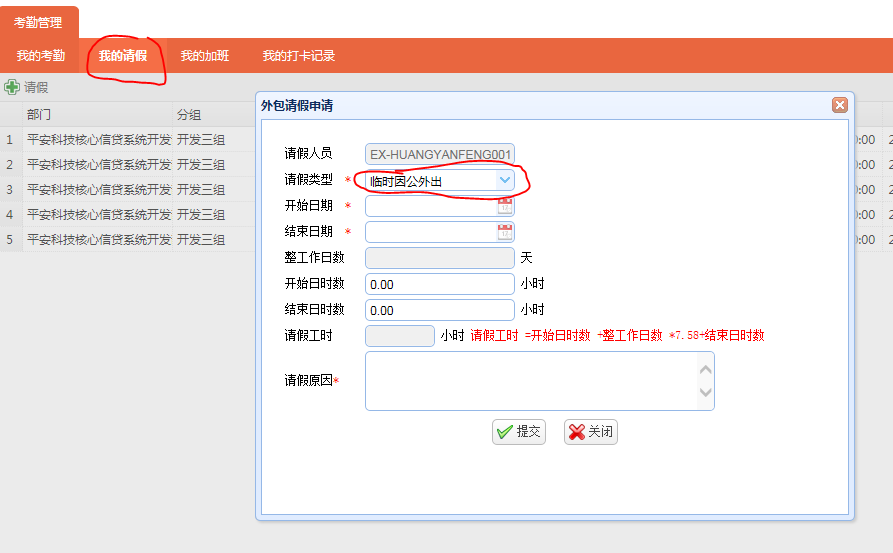 考勤管理
我的考勤 我的请假 我的加班 我的打卡记录
请假
部门 分组
1 平安科技核心信贷系统开发 开发三组
2 平安科技核心信贷系统开发 开发三组
3 平安科技核心信贷系统开发 开发三组
4 平安科技核心信贷系统开发 开发三组
5 平安科技核心信贷系统开发 开发三组
外包请假申请
请假人员 EX-HUANGYANFENG001
请假类型 * 临时因公外出
开始日期 *
结束日期 *
整工作日数 天
开始日时数 0.00 小时
结束日时数 0.00 小时
请假工时 小时 请假工时 =开始日时数 +整工作日数 *7.58+结束日时数
请假原因*
提交 关闭